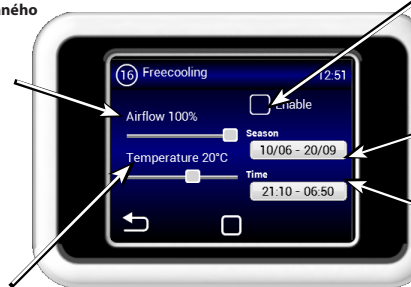 naného
16 Freecooling
12:51
Enable
Airflow 100%
Season
10/06 - 20/09
Temperature 20°C
Time
21:10 - 06:50